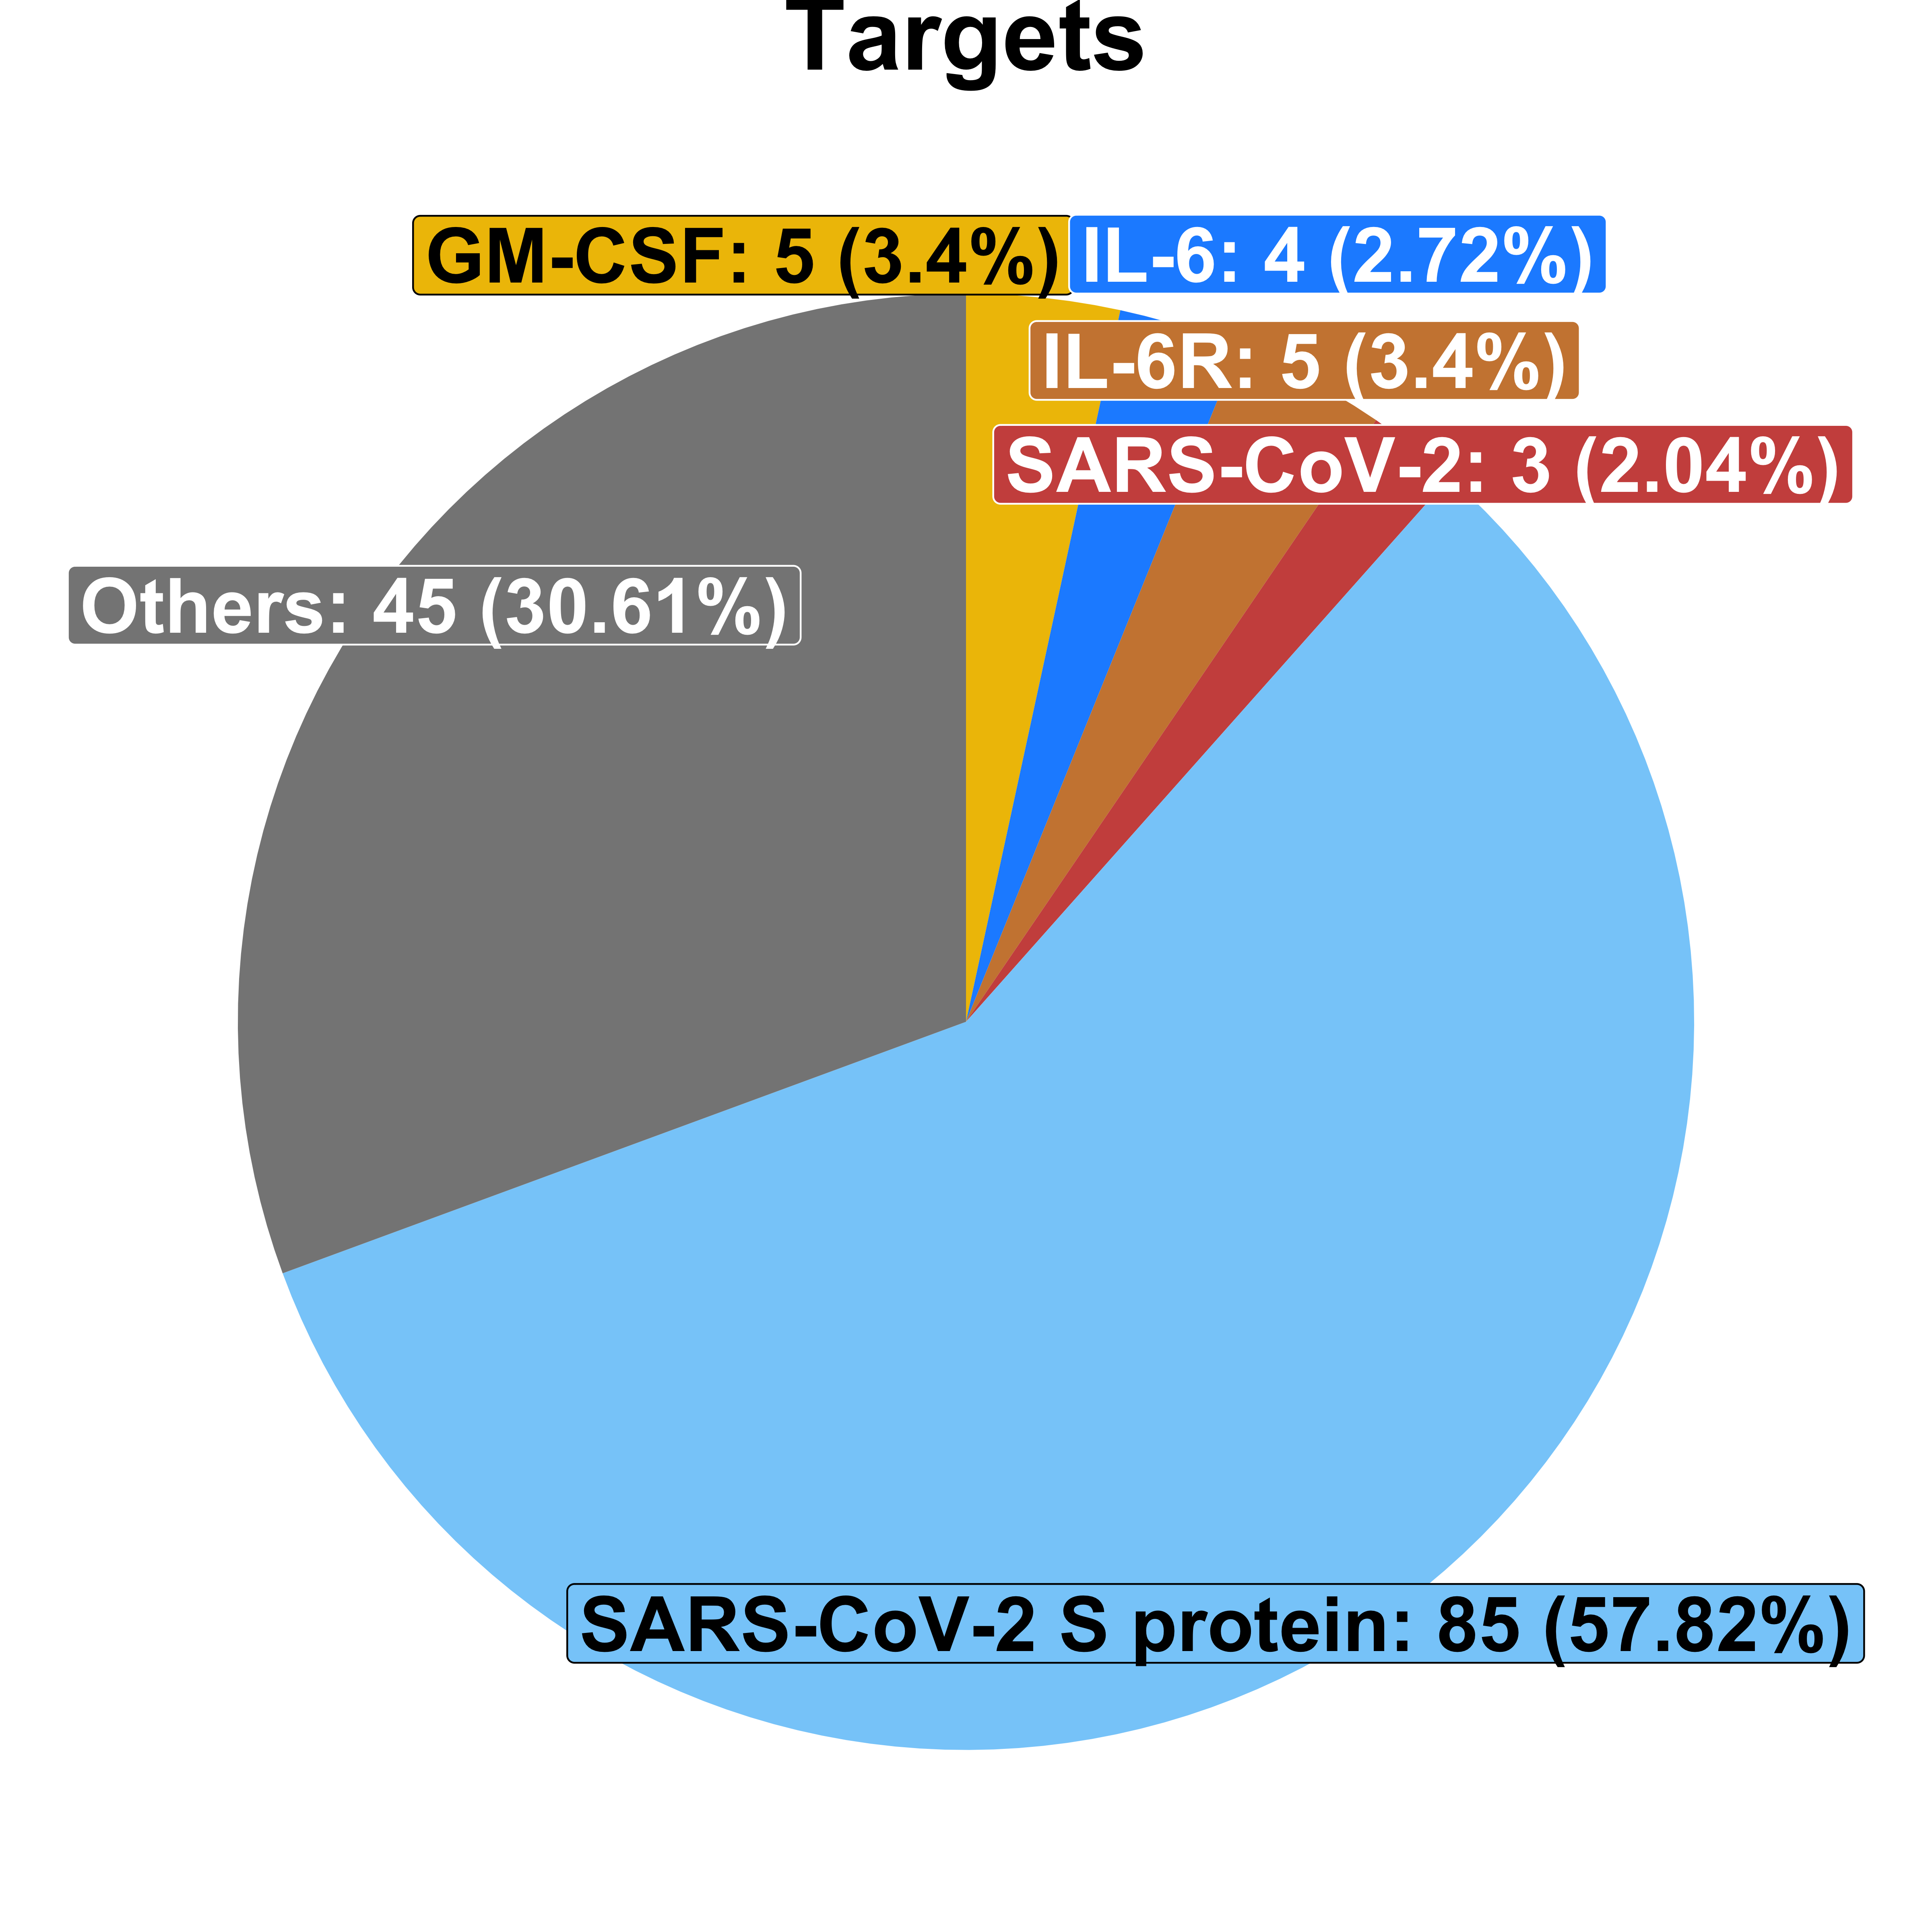 Targets
GM-CSF: 5 (3.4%)
IL-6: 4 (2.72%)
IL-6R: 5 (3.4%)
SARS-CoV-2: 3 (2.04%)
Others: 45 (30.61%)
SARS-CoV-2 S protein: 85 (57.82%)